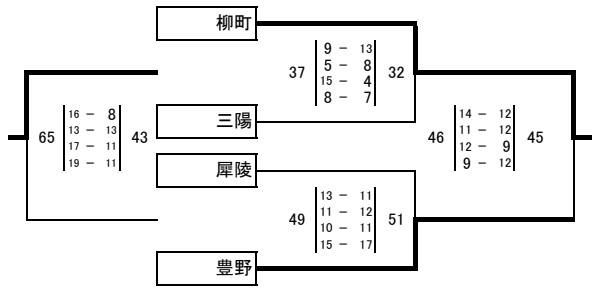 柳町
37 9 - 13 32
5 - 8
15 - 4
8 - 7
三陽
65 16 - 8 43
13 - 13
17 - 11
19 - 11
46 14 - 12 45
11 - 12
12 - 9
9 - 12
犀陵
49 13 - 11 51
11 - 12
10 - 11
15 - 17
豊野